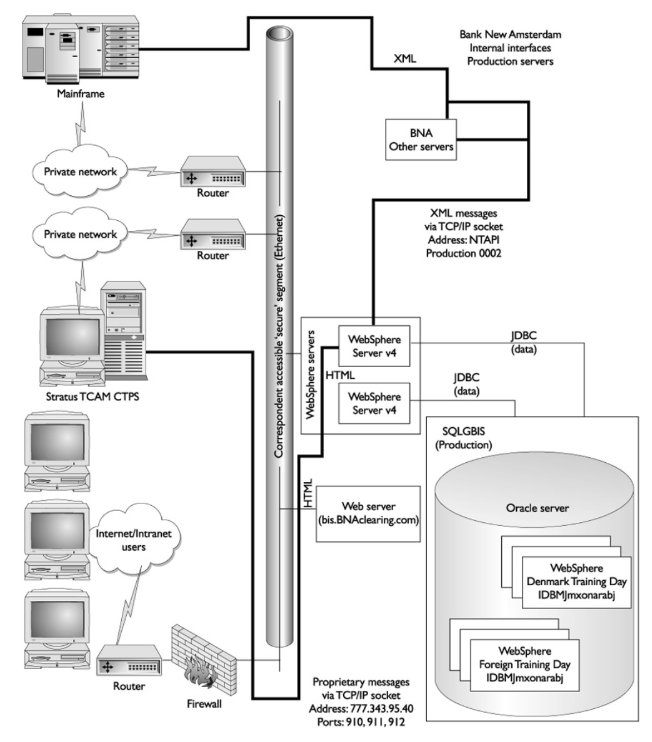 Bank New Amsterdam
Internal interfaces
Production servers
XML
Mainframe
BNA
Other servers
Private network
Router
Private network
Router
XML messages
via TCP/IP socket
Address: NTAPI
Production 0002
Correspondent accessible 'secure' segment (Ethernet)
WebSphere servers
WebSphere
Server v4
JDBC
(data)
HTML
WebSphere
Server v4
JDBC
(data)
Stratus TCAM CTPS
SQLGBIS
(Production)
HTML
Web server
(bis.BNAclearing.com)
Oracle server
Internet/Intranet
users
WebSphere
Denmark Training Day
IDBMJmxonarabj
WebSphere
Foreign Training Day
IDBMJmxonarabj
Router
Firewall
Proprietary messages
via TCP/IP socket
Address: 777.343.95.40
Ports: 910, 911, 912